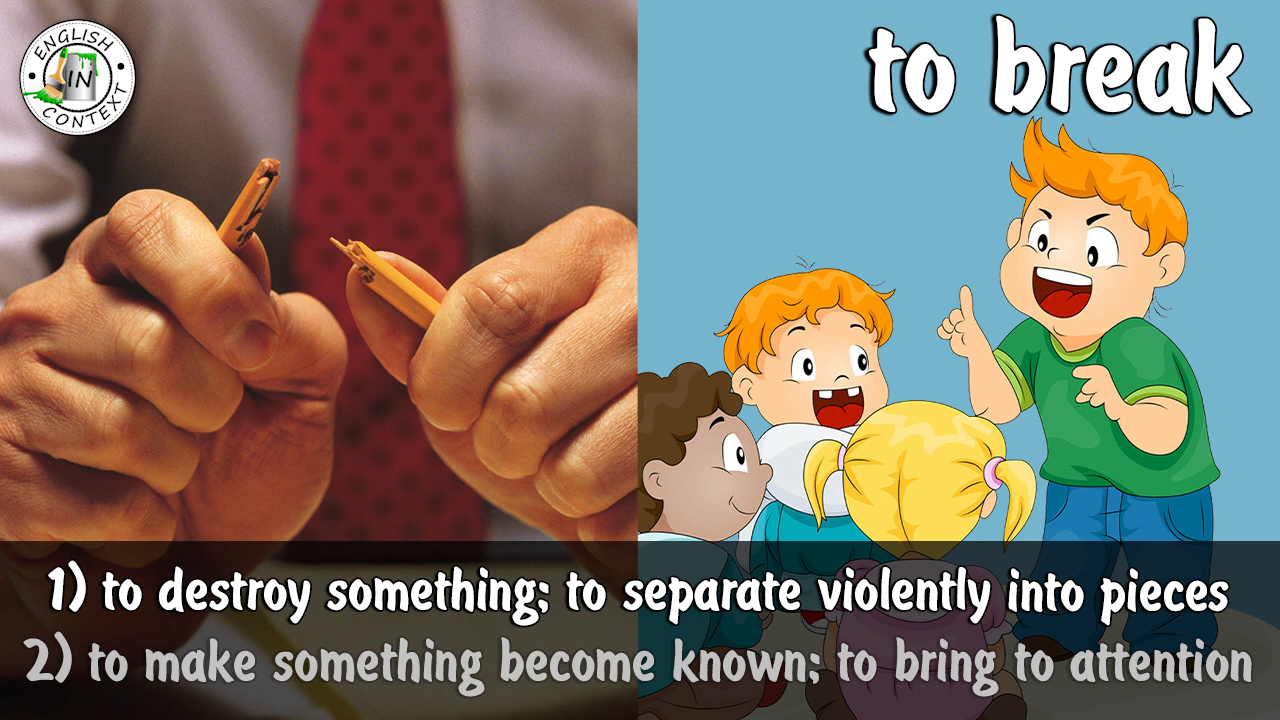 ENGLISH
IN
CONTEXT
to break
1) to destroy something; to separate violently into pieces
2) to make something become known; to bring to attention